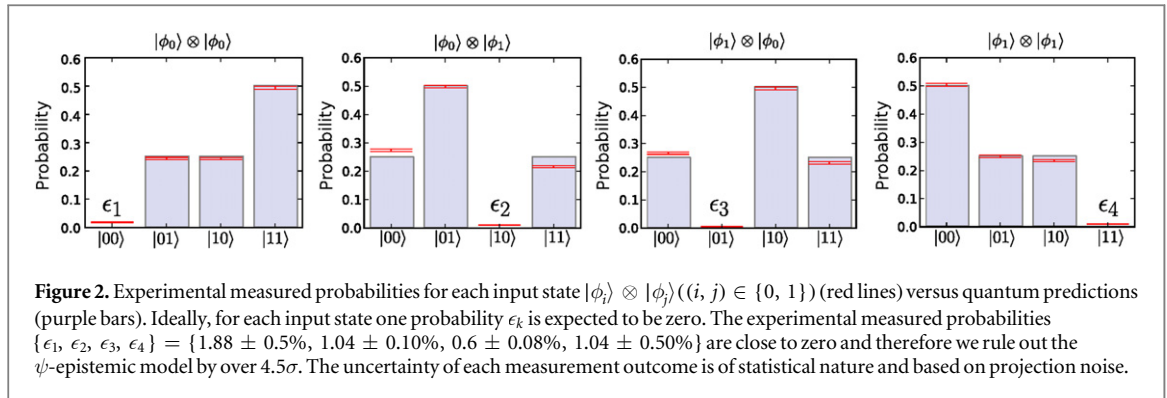 |ϕ₀⟩ ⊗ |ϕ₀⟩
Probability
0.6
0.5
0.4
0.3
0.2
0.1
0.0
ϵ₁
|00⟩ |01⟩ |10⟩ |11⟩
|ϕ₀⟩ ⊗ |ϕ₁⟩
Probability
0.6
0.5
0.4
0.3
0.2
0.1
0.0
ϵ₂
|00⟩ |01⟩ |10⟩ |11⟩
|ϕ₁⟩ ⊗ |ϕ₀⟩
Probability
0.6
0.5
0.4
0.3
0.2
0.1
0.0
ϵ₃
|00⟩ |01⟩ |10⟩ |11⟩
|ϕ₁⟩ ⊗ |ϕ₁⟩
Probability
0.6
0.5
0.4
0.3
0.2
0.1
0.0
ϵ₄
|00⟩ |01⟩ |10⟩ |11⟩
Figure 2. Experimental measured probabilities for each input state |ϕᵢ⟩ ⊗ |ϕⱼ⟩((i, j) ∈ {0, 1}) (red lines) versus quantum predictions
(purple bars). Ideally, for each input state one probability ϵₖ is expected to be zero. The experimental measured probabilities
{ϵ₁, ϵ₂, ϵ₃, ϵ₄} = {1.88 ± 0.5%, 1.04 ± 0.10%, 0.6 ± 0.08%, 1.04 ± 0.50%} are close to zero and therefore we rule out the
ψ-epistemic model by over 4.5σ. The uncertainty of each measurement outcome is of statistical nature and based on projection noise.